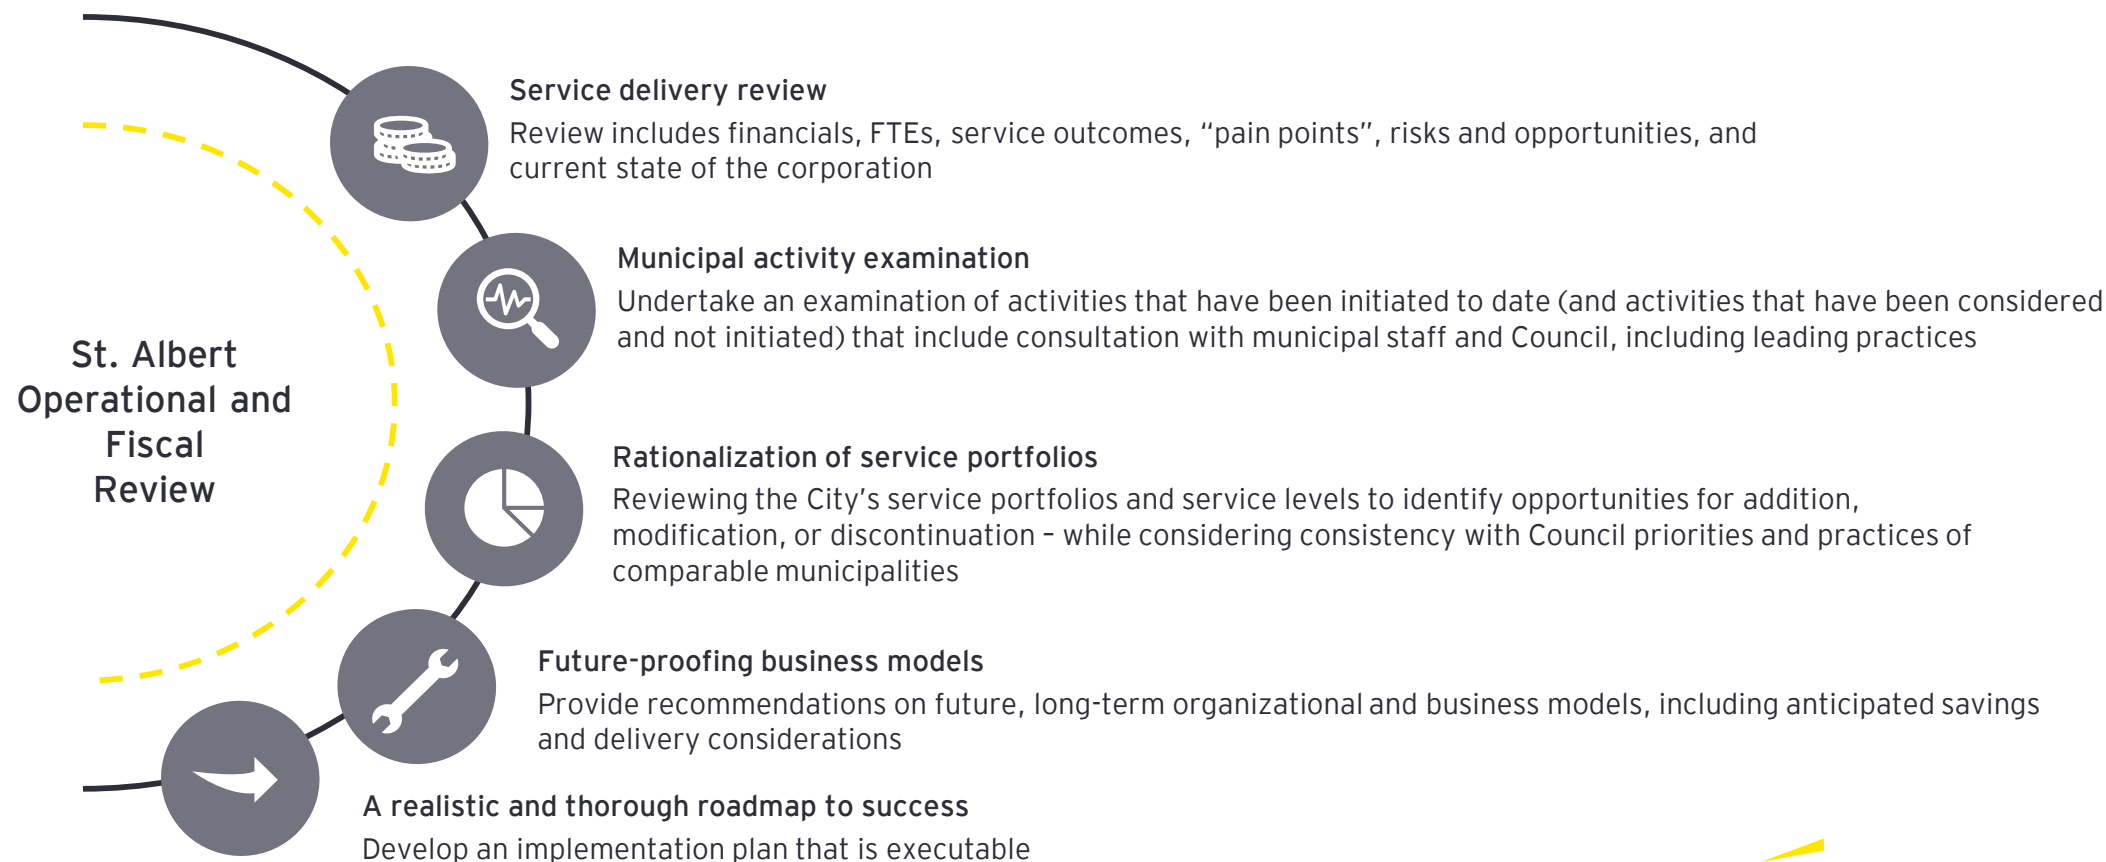 St. Albert
Operational and
Fiscal
Review
Service delivery review
Review includes financials, FTEs, service outcomes, “pain points”, risks and opportunities, and
current state of the corporation
Municipal activity examination
Undertake an examination of activities that have been initiated to date (and activities that have been considered
and not initiated) that include consultation with municipal staff and Council, including leading practices
Rationalization of service portfolios
Reviewing the City’s service portfolios and service levels to identify opportunities for addition,
modification, or discontinuation – while considering consistency with Council priorities and practices of
comparable municipalities
Future-proofing business models
Provide recommendations on future, long-term organizational and business models, including anticipated savings
and delivery considerations
A realistic and thorough roadmap to success
Develop an implementation plan that is executable